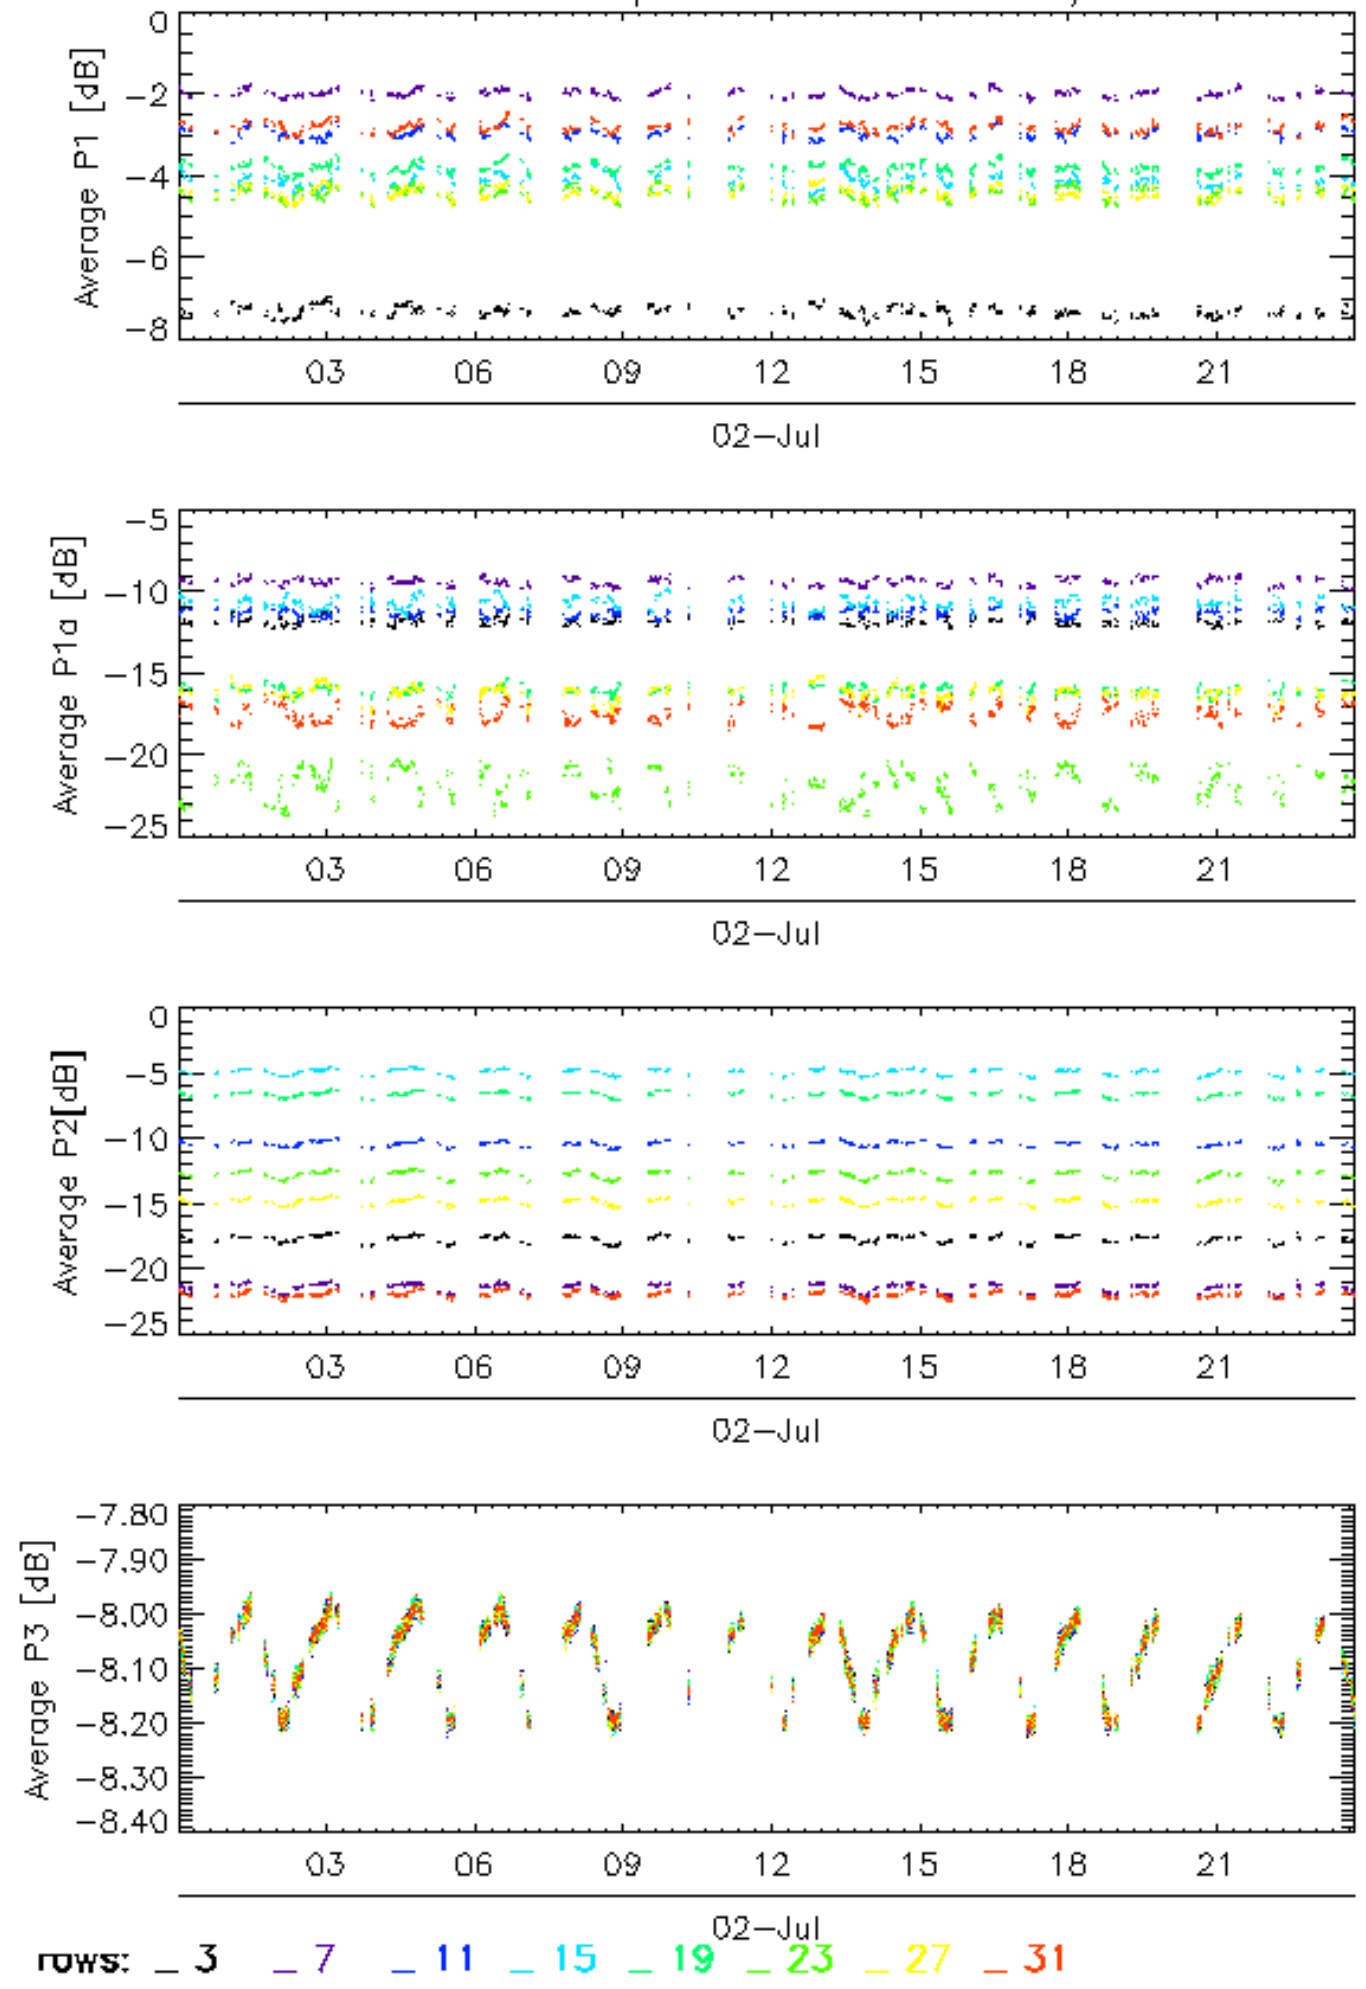 0
−2
−4
−6
−8
Average P1 [dB]
03 06 09 12 15 18 21
02−Jul
−5
−10
−15
−20
−25
Average P1a [dB]
03 06 09 12 15 18 21
02−Jul
0
−5
−10
−15
−20
−25
Average P2[dB]
03 06 09 12 15 18 21
02−Jul
−7.80
−7.90
−8.00
−8.10
−8.20
−8.30
−8.40
Average P3 [dB]
03 06 09 12 15 18 21
02−Jul
rows: _ 3 _ 7 _ 11 _ 15 _ 19 _ 23 _ 27 _ 31